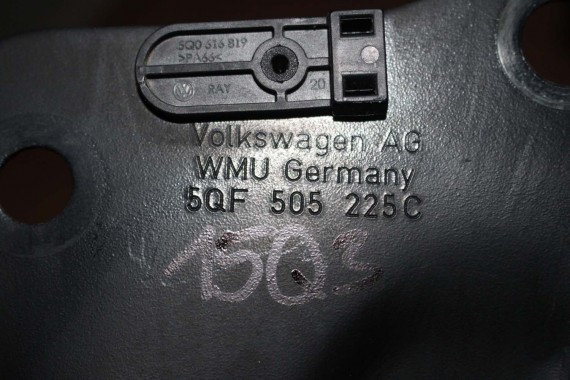 5Q0 616 819
>PA66<
RAY 20
Volkswagen AG
WMU Germany
5QF 505 225C
15Q3